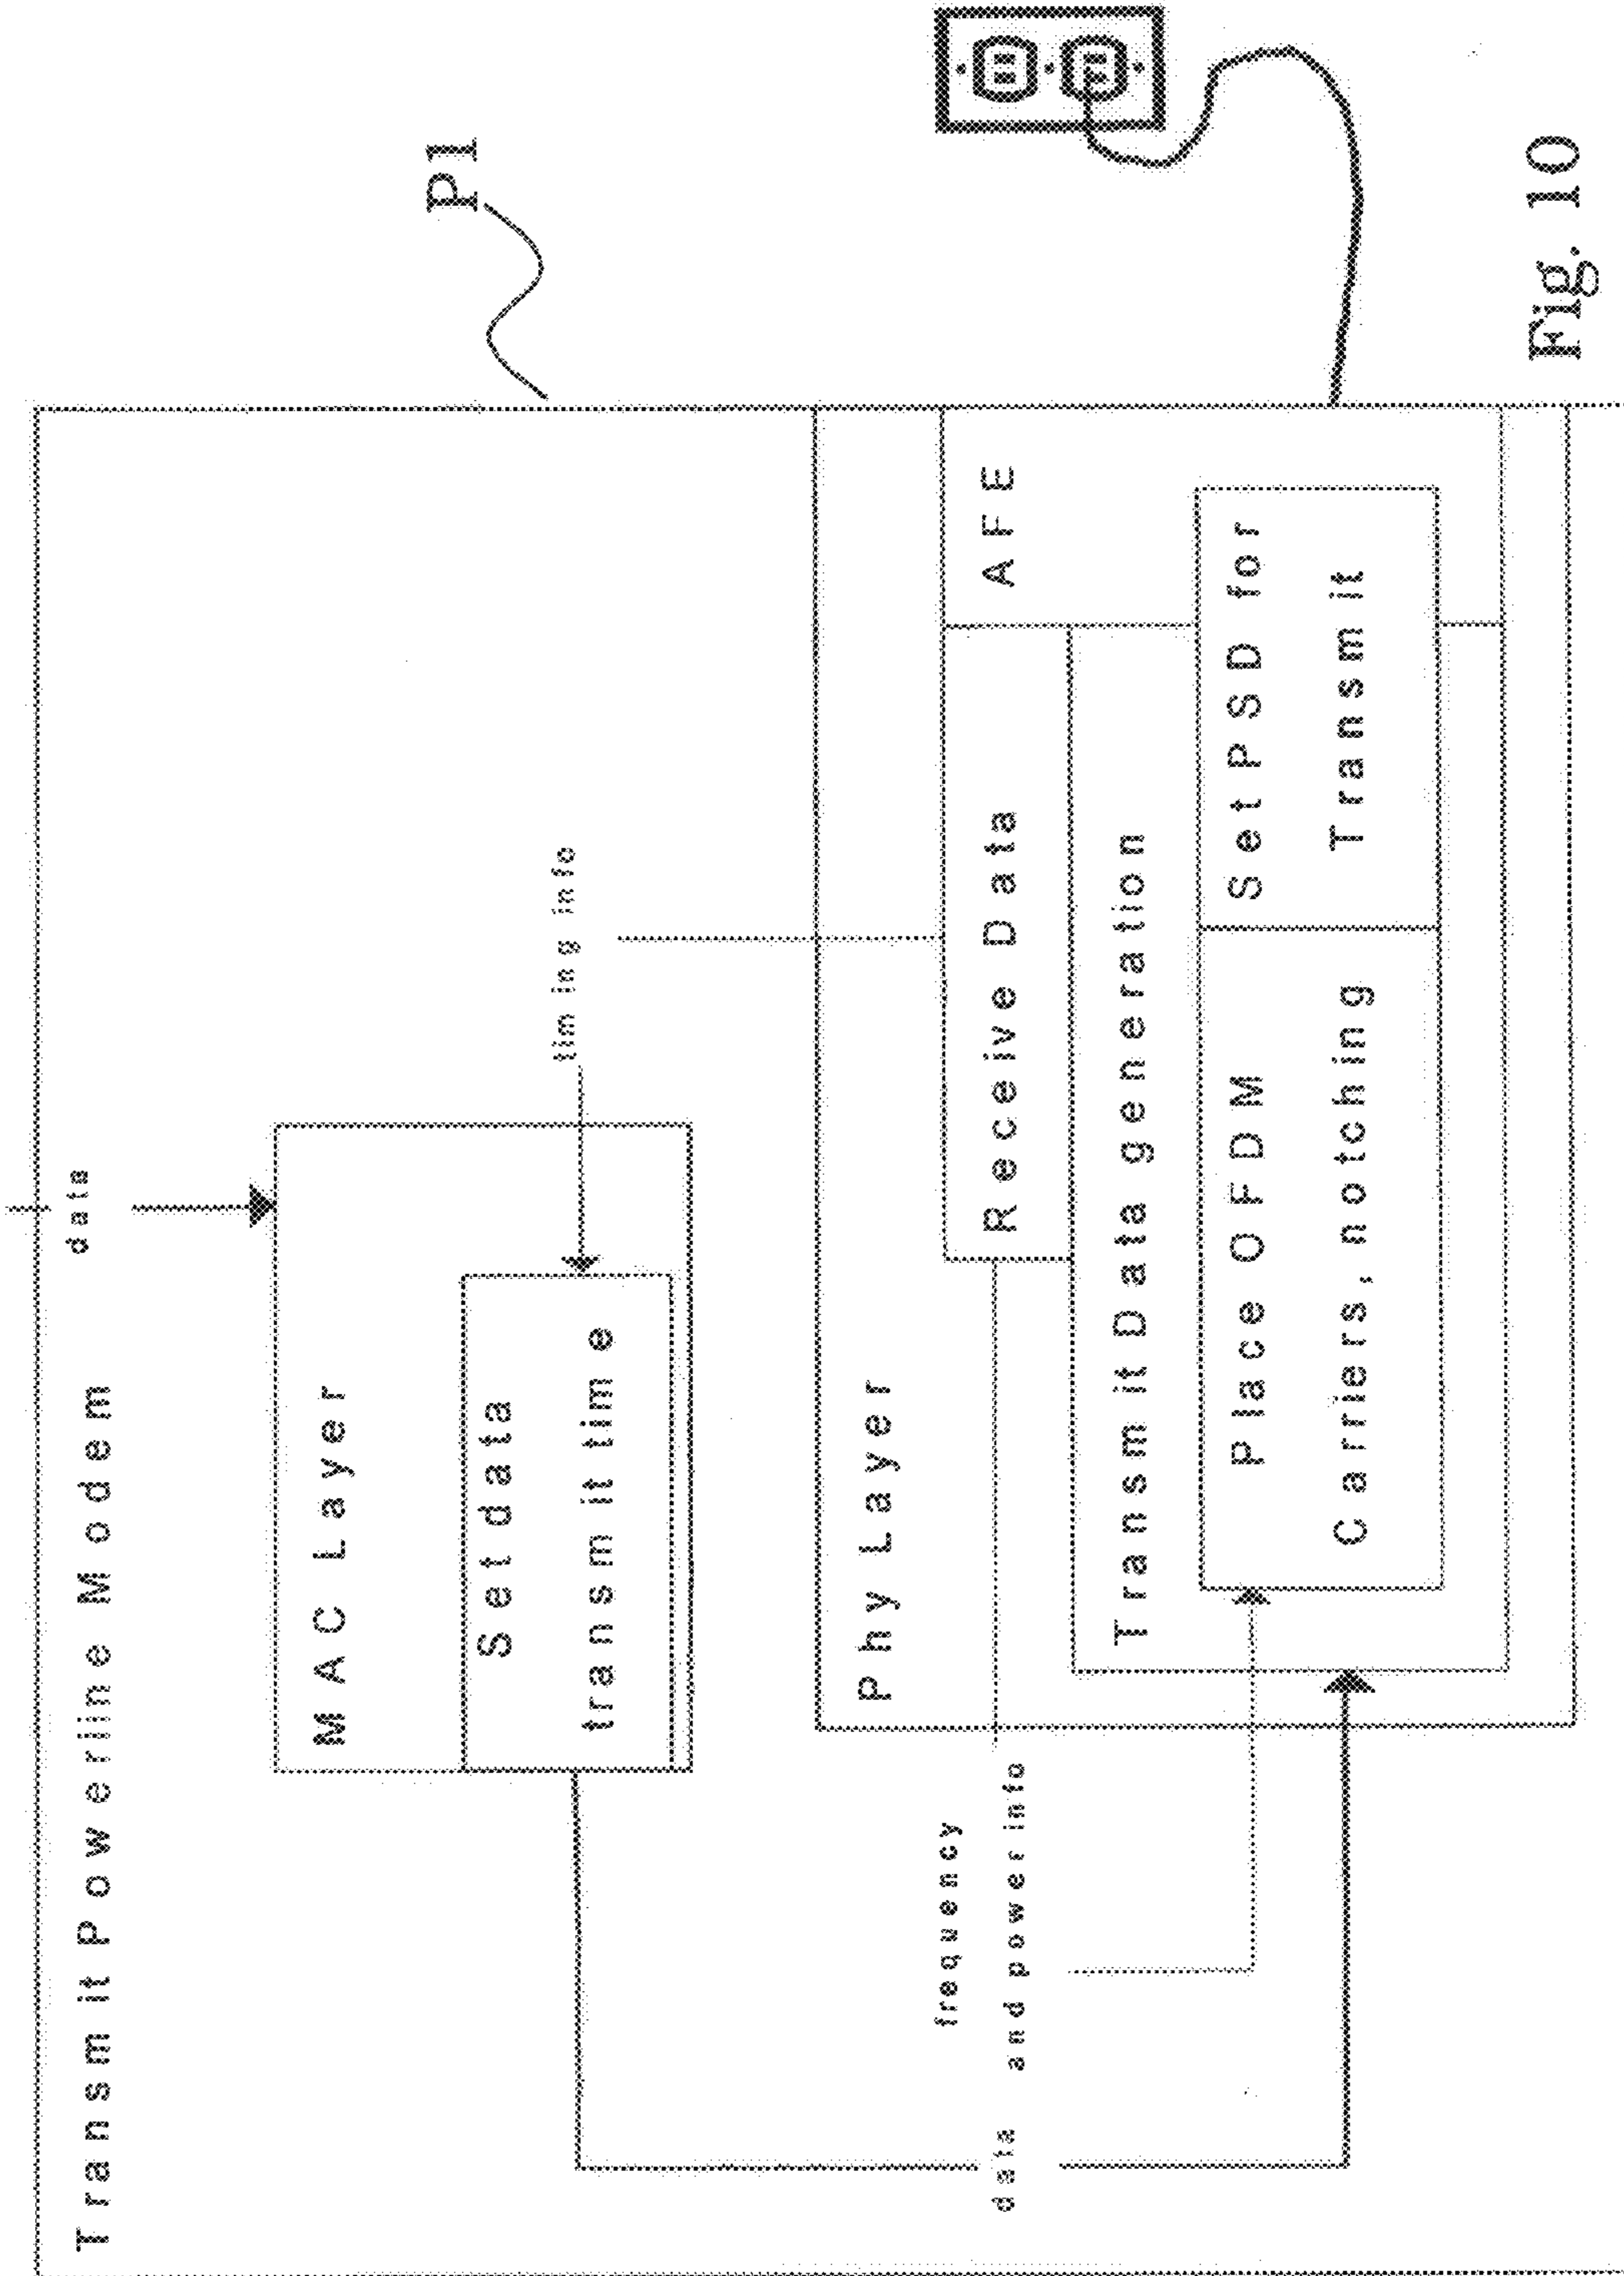 Transmit Powerline Modem
data
P1
MAC Layer
Set data
transmit time
timing info
Phy Layer
frequency
and power info
data
Receive Data
AFE
Transmit Data generation
Place OFDM
Carriers, notching
Set PSD for
Transmit
Fig. 10